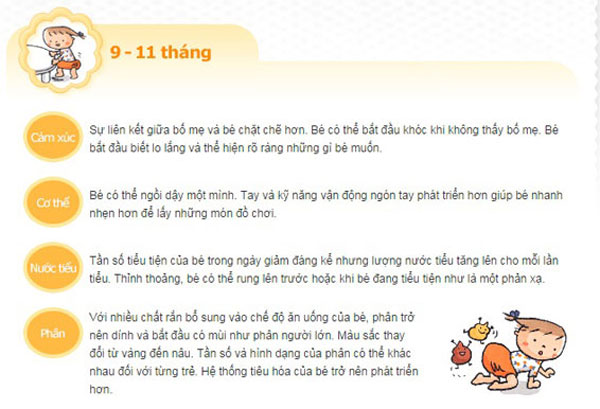 9 - 11 tháng
Cảm xúc
Sự liên kết giữa bố mẹ và bé chặt chẽ hơn. Bé có thể bắt đầu khóc khi không thấy bố mẹ. Bé
bắt đầu biết lo lắng và thể hiện rõ ràng những gì bé muốn.
Cơ thể
Bé có thể ngồi dậy một mình. Tay và kỹ năng vận động ngón tay phát triển hơn giúp bé nhanh
nhẹn hơn để lấy những món đồ chơi.
Nước tiểu
Tần số tiểu tiện của bé trong ngày giảm đáng kể nhưng lượng nước tiểu tăng lên cho mỗi lần
tiểu. Thỉnh thoảng, bé có thể rung lên trước hoặc khi bé đang tiểu tiện như là một phản xạ.
Phân
Với nhiều chất rắn bổ sung vào chế độ ăn uống của bé, phân trở
nên dính và bắt đầu có mùi như phân người lớn. Màu sắc thay
đổi từ vàng đến nâu. Tần số và hình dạng của phân có thể khác
nhau đối với từng trẻ. Hệ thống tiêu hóa của bé trở nên phát triển
hơn.